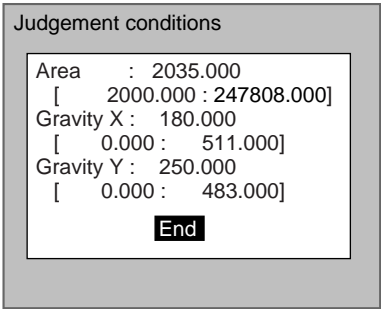 Judgement conditions
Area : 2035.000
[ 2000.000 : 247808.000]
Gravity X : 180.000
[ 0.000 : 511.000]
Gravity Y : 250.000
[ 0.000 : 483.000]
End